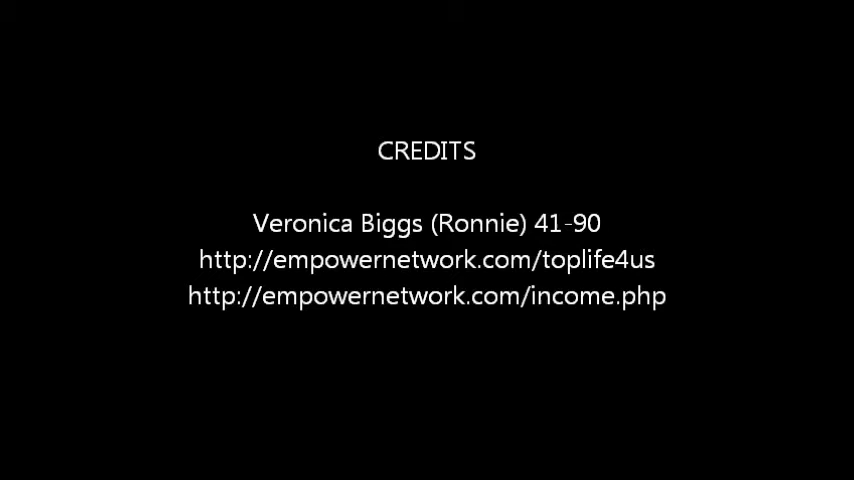 CREDITS
Veronica Biggs (Ronnie) 41-90
http://empowernetwork.com/toplife4us
http://empowernetwork.com/income.php